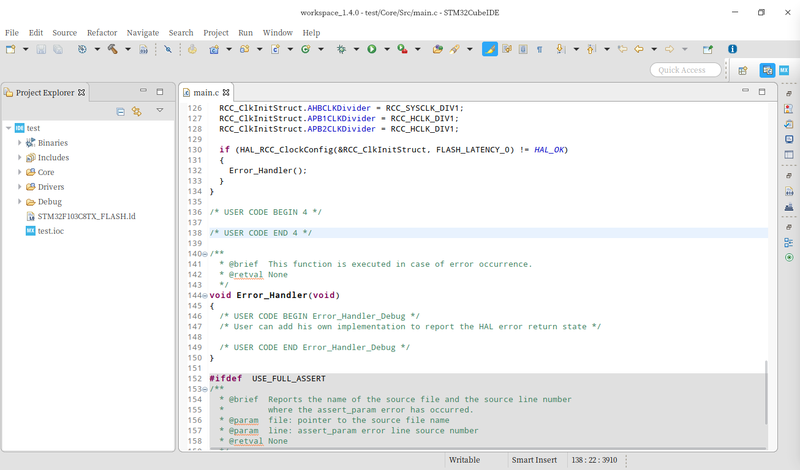 workspace_1.4.0 - test/Core/Src/main.c - STM32CubeIDE
File Edit Source Refactor Navigate Search Project Run Window Help
Quick Access
Project Explorer
test
Binaries
Includes
Core
Drivers
Debug
STM32F103C8TX_FLASH.ld
test.ioc
main.c
126 RCC_ClkInitStruct.AHBCLKDivider = RCC_SYSCLK_DIV1;
127 RCC_ClkInitStruct.APB1CLKDivider = RCC_HCLK_DIV1;
128 RCC_ClkInitStruct.APB2CLKDivider = RCC_HCLK_DIV1;
129
130 if (HAL_RCC_ClockConfig(&RCC_ClkInitStruct, FLASH_LATENCY_0) != HAL_OK)
131 {
132 Error_Handler();
133 }
134 }
135
136 /* USER CODE BEGIN 4 */
137
138 /* USER CODE END 4 */
139
140 /**
141 * @brief This function is executed in case of error occurrence.
142 * @retval None
143 */
144 void Error_Handler(void)
145 {
146 /* USER CODE BEGIN Error_Handler_Debug */
147 /* User can add his own implementation to report the HAL error return state */
148
149 /* USER CODE END Error_Handler_Debug */
150 }
151
152 #ifdef USE_FULL_ASSERT
153 /**
154 * @brief Reports the name of the source file and the source line number
155 * where the assert_param error has occurred.
156 * @param file: pointer to the source file name
157 * @param line: assert_param error line source number
158 * @retval None
Writable Smart Insert 138 : 22 : 3910